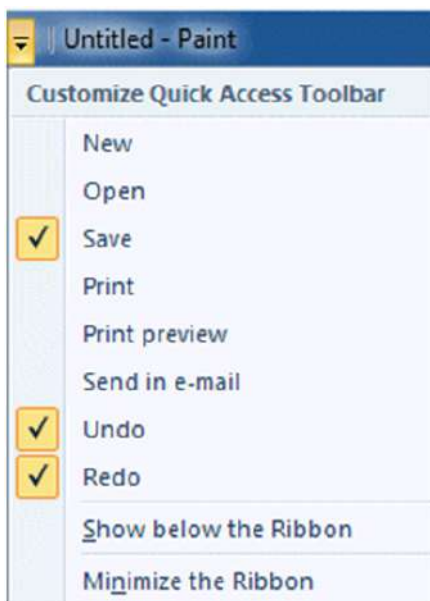 Untitled - Paint
Customize Quick Access Toolbar
New
Open
Save
Print
Print preview
Send in e-mail
Undo
Redo
Show below the Ribbon
Minimize the Ribbon